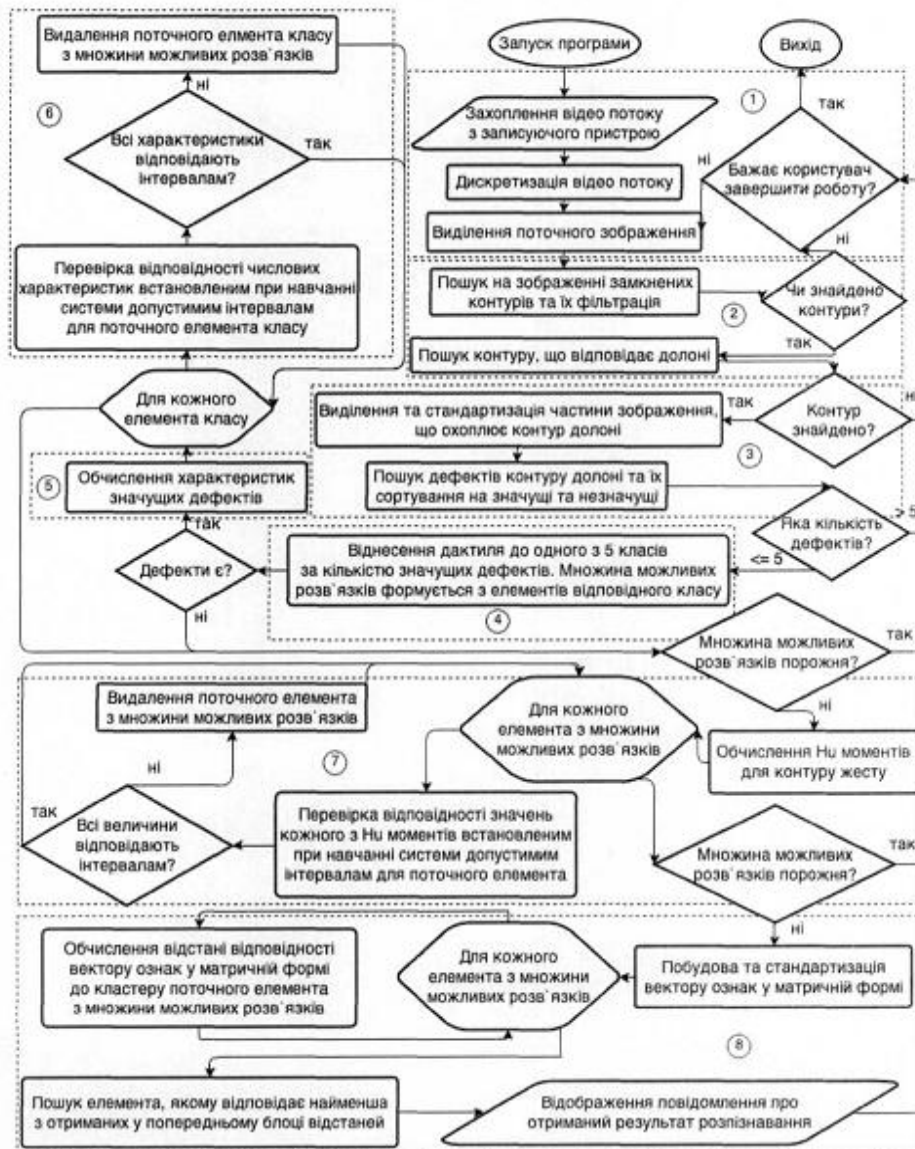 Запуск програми
Вихід
1
так
Захоплення відео потоку
з записуючого пристрою
ні
Бажає користувач
завершити роботу?
Дискретизація відео потоку
Виділення поточного зображення
ні
Пошук на зображенні замкнених
контурів та їх фільтрація
2
Чи знайдено
контури?
так
Пошук контуру, що відповідає долоні
Контур
знайдено?
так
ні
Виділення та стандартизація частини зображення,
що охоплює контур долоні
3
Пошук дефектів контуру долоні та їх
сортування на значущі та незначущі
Яка кількість
дефектів?
> 5
<= 5
Віднесення дактиля до одного з 5 класів
за кількістю значущих дефектів. Множина можливих
розв`язків формується з елементів відповідного класу
4
Дефекти є?
так
ні
5
Обчислення характеристик
значущих дефектів
Для кожного
елемента класу
Перевірка відповідності числових
характеристик встановленим при навчанні
системи допустимим інтервалам
для поточного елемента класу
6
Всі характеристики
відповідають
інтервалам?
так
ні
Видалення поточного елмента класу
з множини можливих розв`язків
Множина можливих
розв`язків порожня?
так
ні
Обчислення Hu моментів
для контуру жесту
Для кожного
елемента з множини
можливих розв`язків
Видалення поточного елемента
з множини можливих розв`язків
7
ні
так
Всі величини
відповідають
інтервалам?
Перевірка відповідності значень
кожного з Hu моментів встановленим
при навчанні системи допустимим
інтервалам для поточного елемента
Множина можливих
розв`язків порожня?
так
ні
Побудова та стандартизація
вектору ознак у матричній формі
Для кожного
елемента з множини
можливих розв`язків
Обчислення відстані відповідності
вектору ознак у матричній формі
до кластеру поточного елемента
з множини можливих розв`язків
8
Пошук елемента, якому відповідає найменша
з отриманих у попередньому блоці відстаней
Відображення повідомлення про
отриманий результат розпізнавання